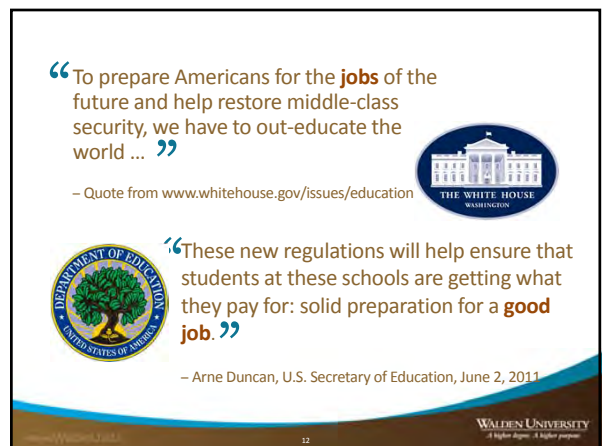 “To prepare Americans for the jobs of the
future and help restore middle-class
security, we have to out-educate the
world ... ”
– Quote from www.whitehouse.gov/issues/education
THE WHITE HOUSE
WASHINGTON
“These new regulations will help ensure that
students at these schools are getting what
they pay for: solid preparation for a good
job.”
DEPARTMENT OF EDUCATION
UNITED STATES OF AMERICA
– Arne Duncan, U.S. Secretary of Education, June 2, 2011
12
WALDEN UNIVERSITY
A higher degree. A higher purpose.